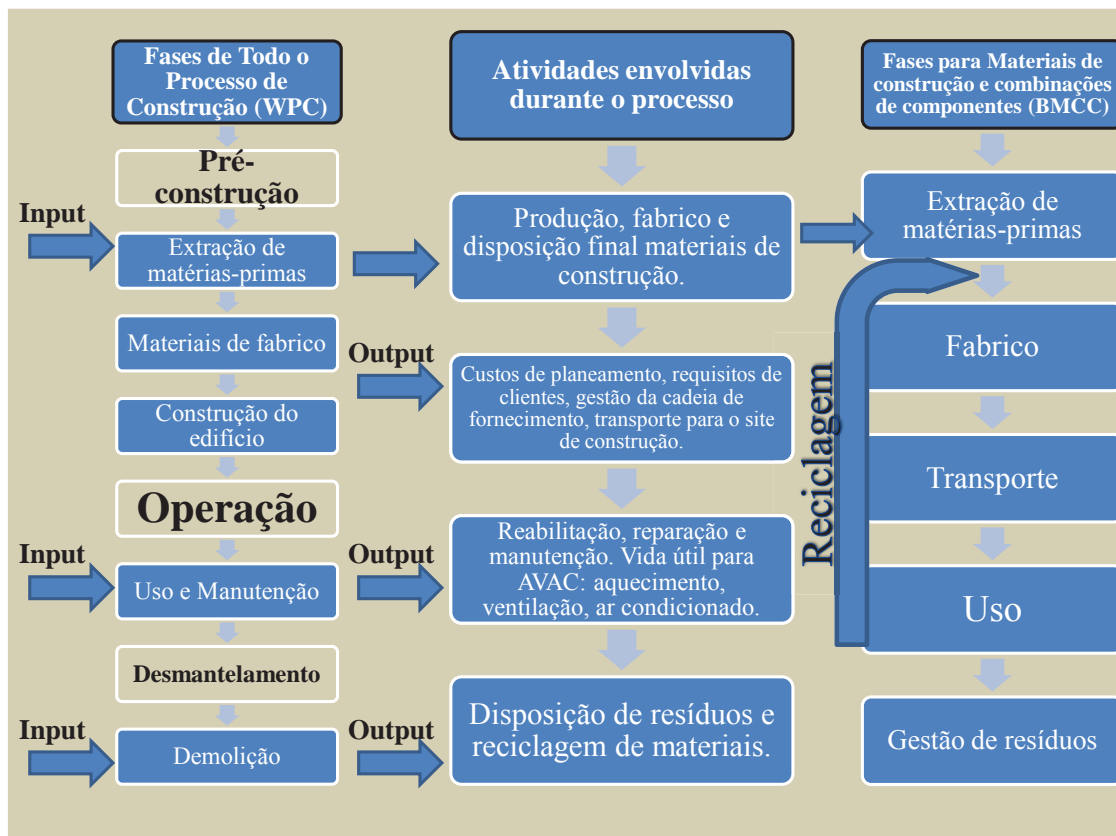 Fases de Todo o
Processo de
Construção (WPC)
Pré-
construção
Input
Extração de
matérias-primas
Materiais de fabrico
Construção do
edifício
Operação
Input
Uso e Manutenção
Desmantelamento
Input
Demolição
Atividades envolvidas
durante o processo
Produção, fabrico e
disposição final materiais de
construção.
Output
Custos de planeamento, requisitos de
clientes, gestão da cadeia de
fornecimento, transporte para o site
de construção.
Output
Reabilitação, reparação e
manutenção. Vida útil para
AVAC: aquecimento,
ventilação, ar condicionado.
Output
Disposição de resíduos e
reciclagem de materiais.
Fases para Materiais de
construção e combinações
de componentes (BMCC)
Extração de
matérias-primas
Reciclagem
Fabrico
Transporte
Uso
Gestão de resíduos